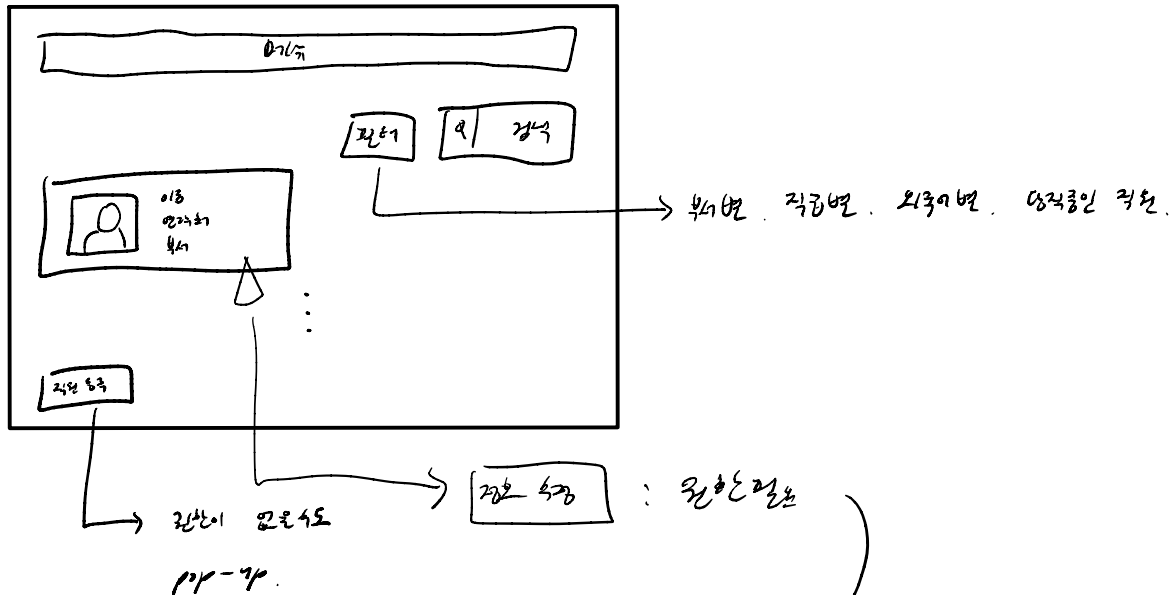 메뉴
필터
검색
이름
연락처
부서
부서별. 직급별. 외국어별. 당직중인 직원.
직원 등록
정보 수정 : 권한필요
권한이 없을수도
pop-up.